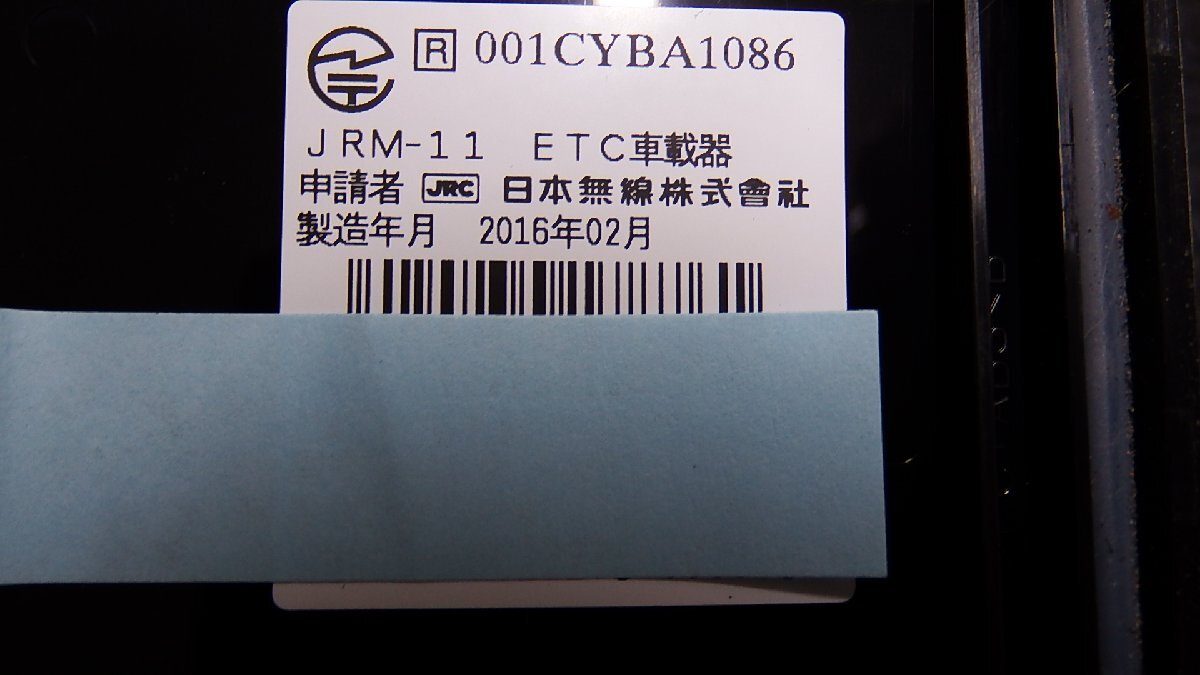 R 001CYBA1086
JRM-11 ETC車載器
申請者 JRC 日本無線株式會社
製造年月 2016年02月